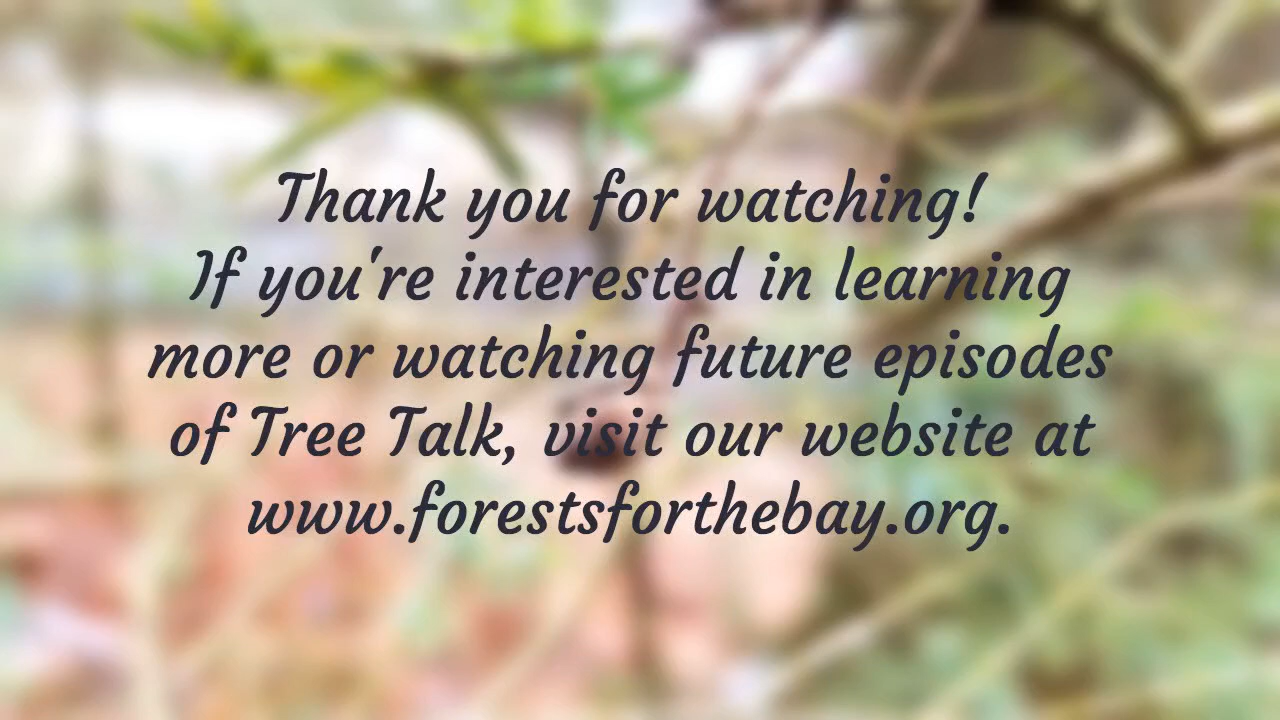 Thank you for watching!
If you're interested in learning
more or watching future episodes
of Tree Talk, visit our website at
www.forestsforthebay.org.